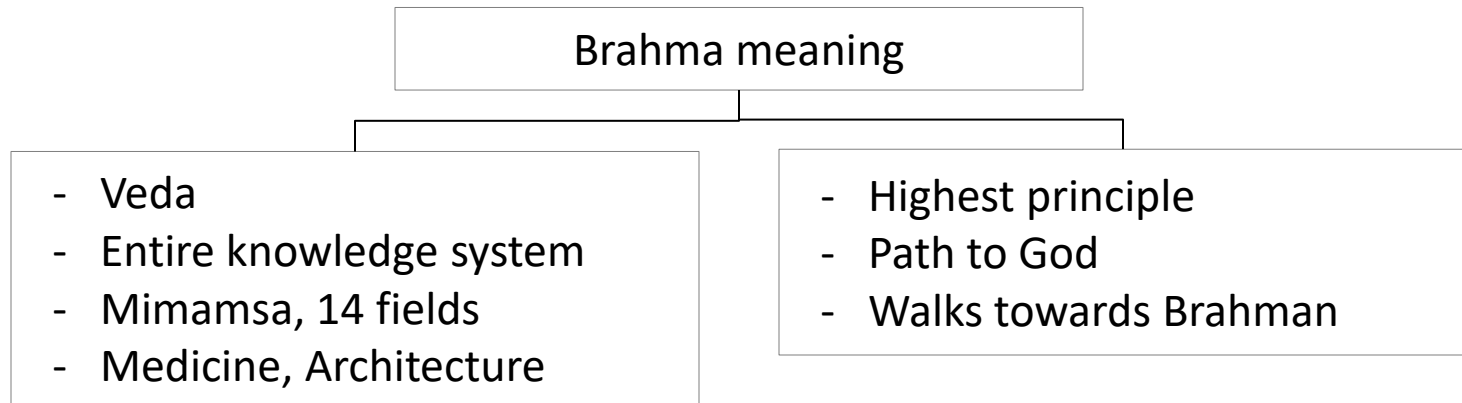 Brahma meaning
- Veda
- Entire knowledge system
- Mimamsa, 14 fields
- Medicine, Architecture
- Highest principle
- Path to God
- Walks towards Brahman